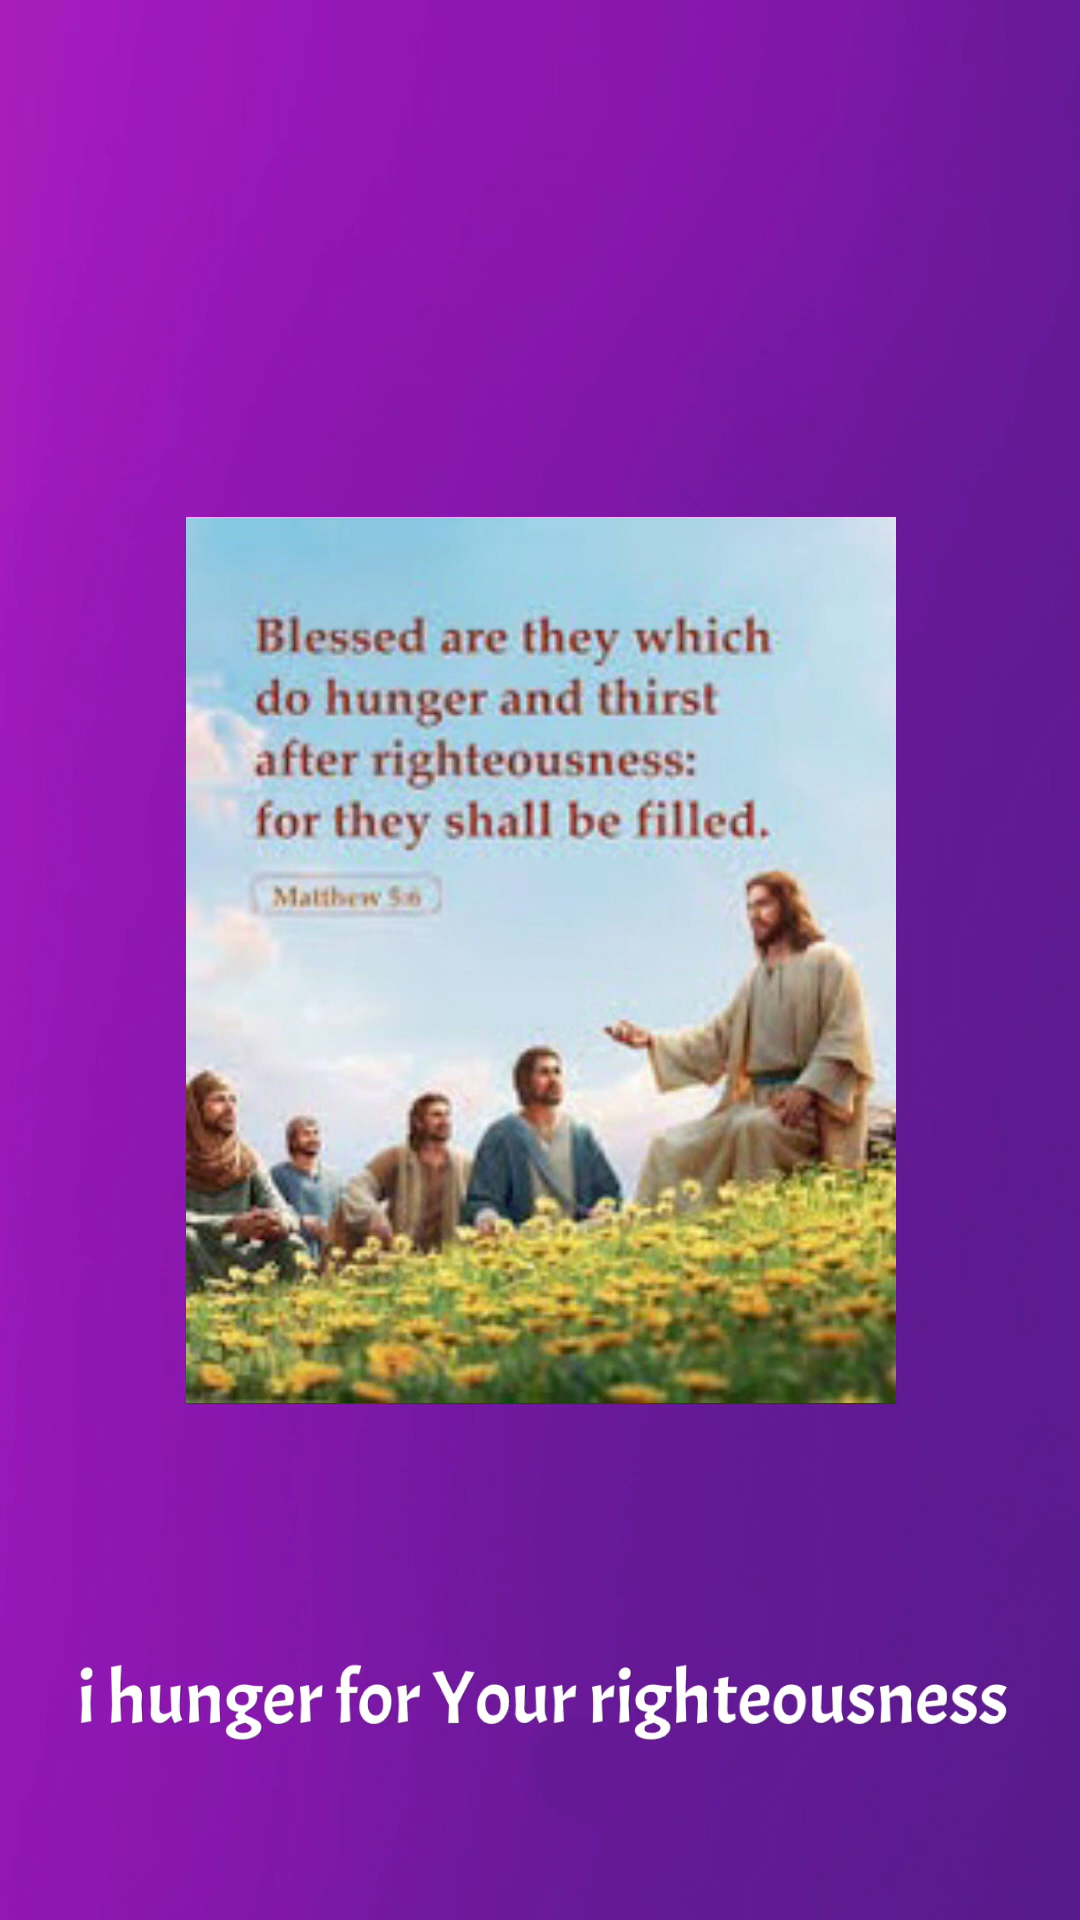 Blessed are they which
do hunger and thirst
after righteousness:
for they shall be filled.
Matthew 5:6
i hunger for Your righteousness